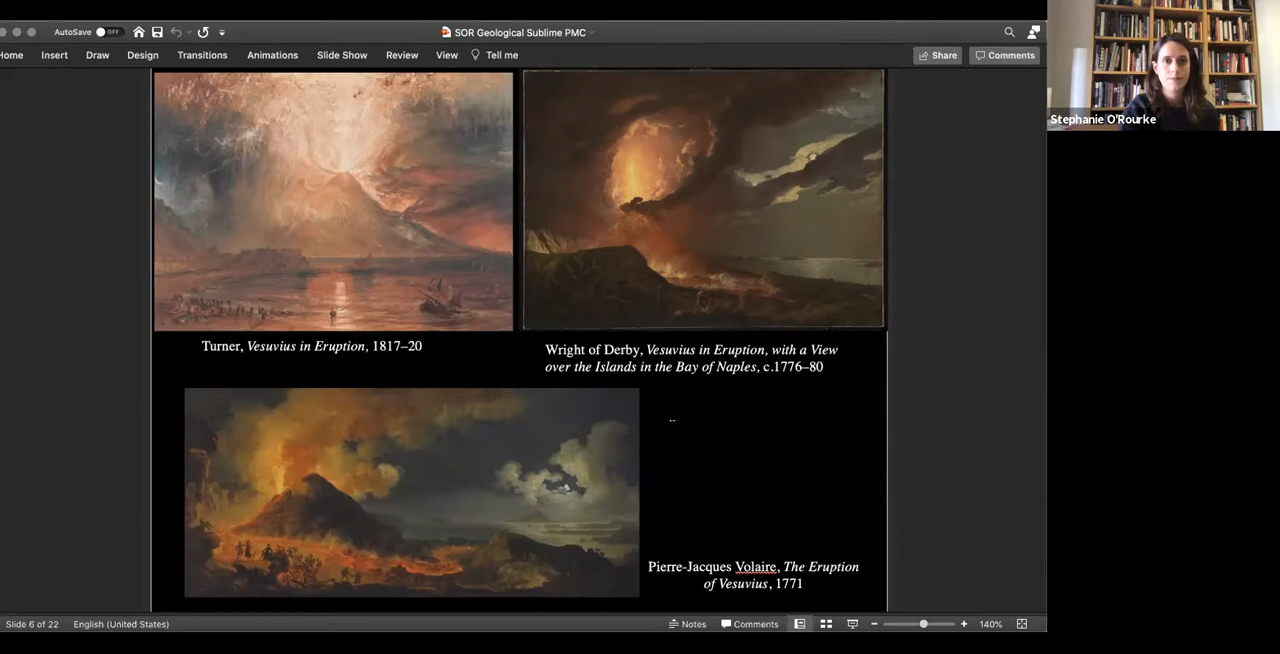 AutoSave OFF
SOR Geological Sublime PMC
Home Insert Draw Design Transitions Animations Slide Show Review View Tell me
Share Comments
Stephanie O'Rourke
Turner, Vesuvius in Eruption, 1817–20
Wright of Derby, Vesuvius in Eruption, with a View
over the Islands in the Bay of Naples, c.1776–80
Pierre-Jacques Volaire, The Eruption
of Vesuvius, 1771
Slide 6 of 22 English (United States) Notes Comments 140%